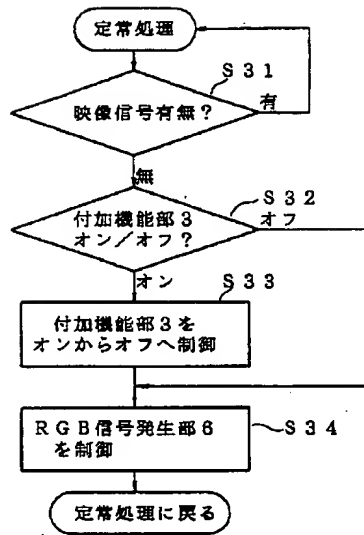 定常処理
S31
映像信号有無?
有
無
S32
付加機能部3
オン/オフ?
オフ
オン
S33
付加機能部3を
オンからオフへ制御
RGB信号発生部6
を制御
S34
定常処理に戻る